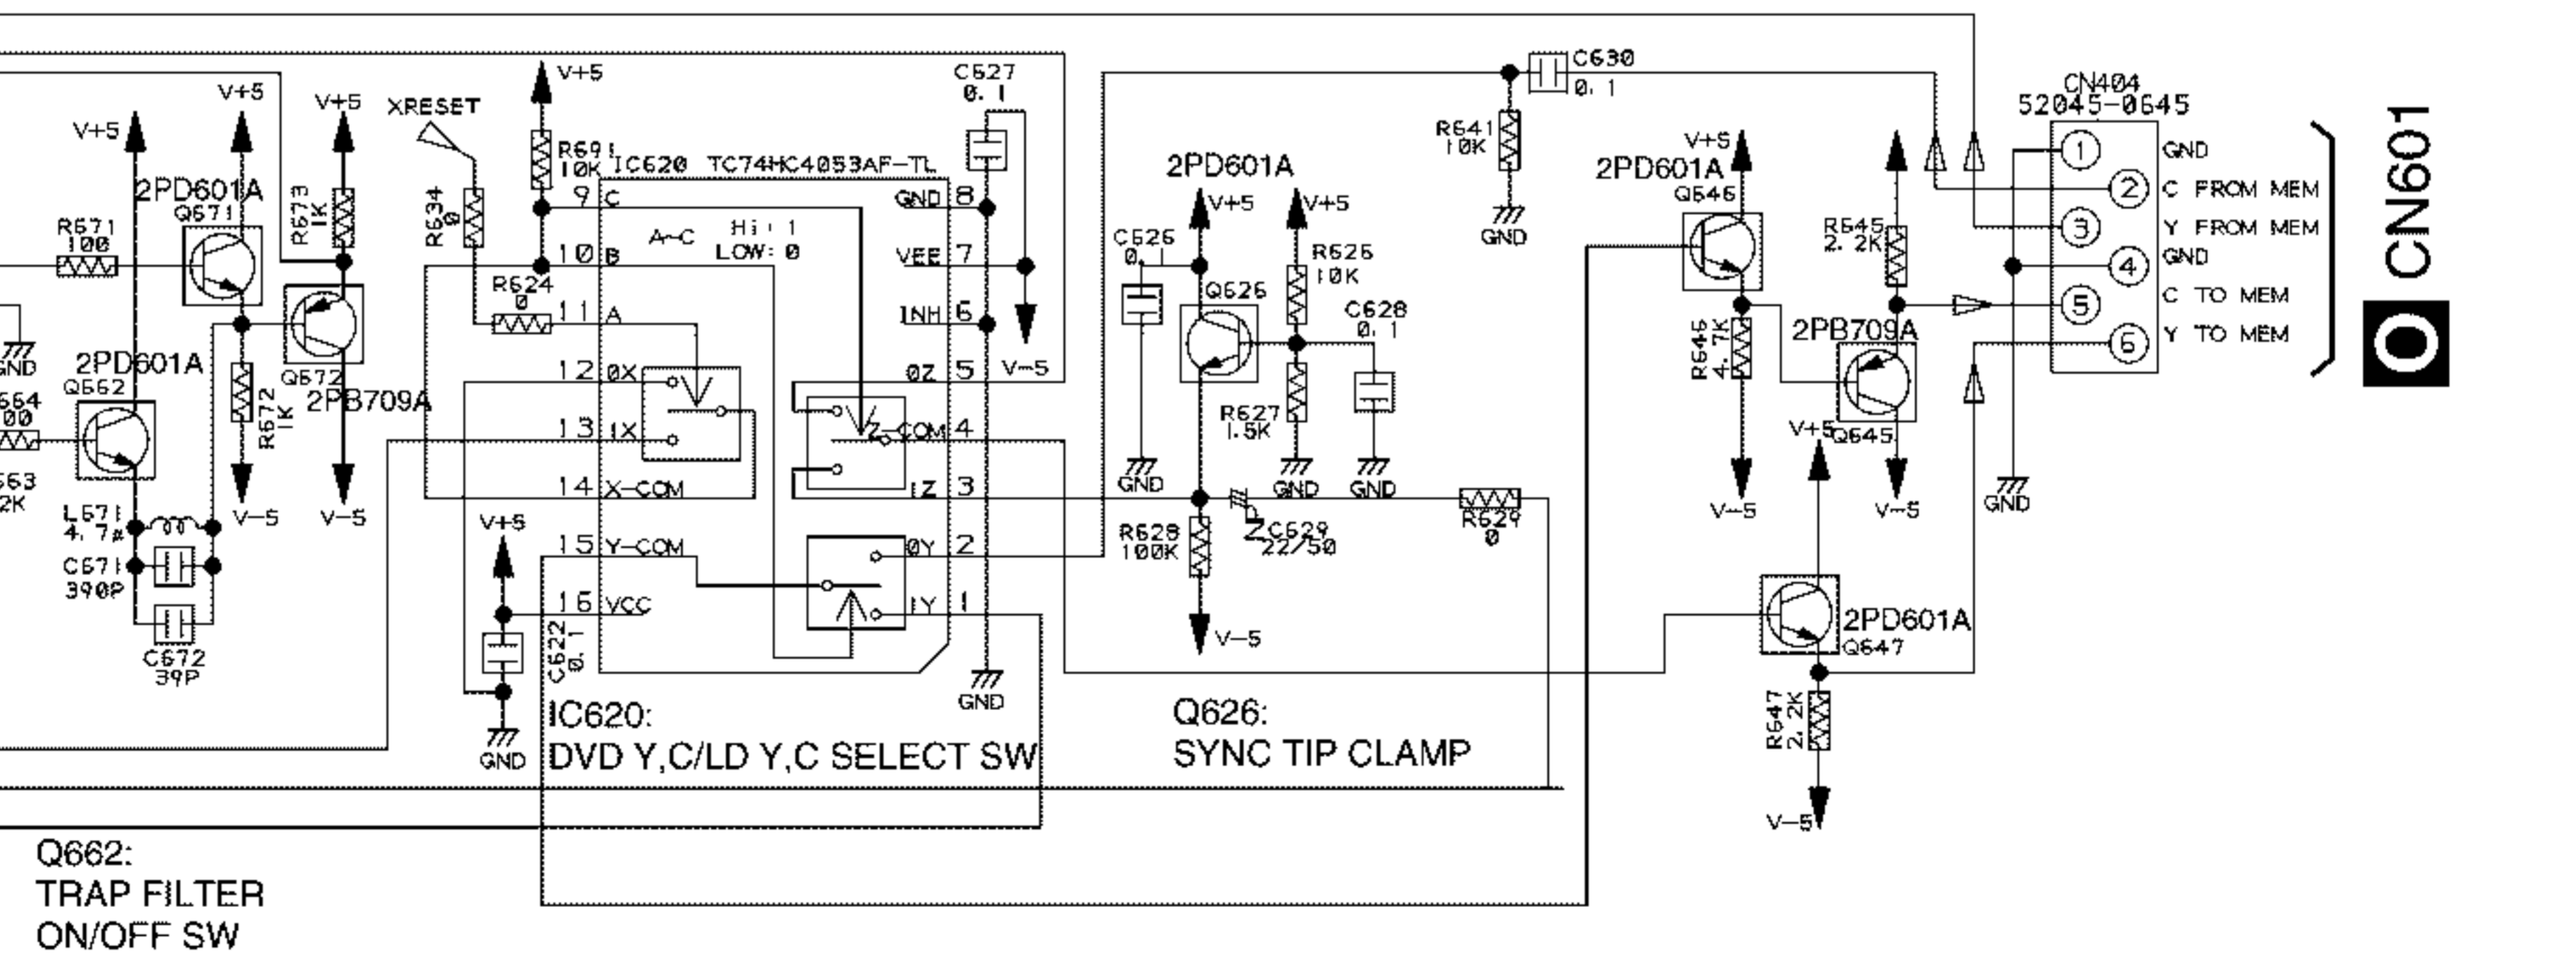 V+5
V+5
V+5
XRESET
V+5
C627
0.1
C630
0.1
CN404
52045-0645
CN601
O
2PD601A
Q671
R671
100
R673
1K
R634
0
R691
10K
IC620 TC74HC4053AF-TL
9 C
GND 8
A-C
Hi: 1
LOW: 0
10 B
VEE 7
R624
0
11 A
INH 6
V-5
12 0X
0Z 5
13 1X
Z-COM 4
14 X-COM
1Z 3
15 Y-COM
0Y 2
16 VCC
1Y 1
2PD601A
V+5
V+5
C626
0.1
R626
10K
Q626
C628
0.1
R627
1.5K
GND
GND
GND
R628
100K
C629
22/50
R629
0
V-5
R641
10K
GND
2PD601A
V+5
Q646
R645
2.2K
R646
4.7K
2PB709A
Q645
V+5
V-5
V-5
GND
1 GND
2 C FROM MEM
3 Y FROM MEM
4 GND
5 C TO MEM
6 Y TO MEM
2PD601A
Q647
R647
2.2K
V-5
GND
2PD601A
Q662
Q672
2PB709A
R672
1K
664
00
663
2K
L671
4.7μ
V-5
V-5
V+5
C671
390P
C672
39P
C622
0.1
GND
GND
IC620:
DVD Y,C/LD Y,C SELECT SW
Q626:
SYNC TIP CLAMP
Q662:
TRAP FILTER
ON/OFF SW